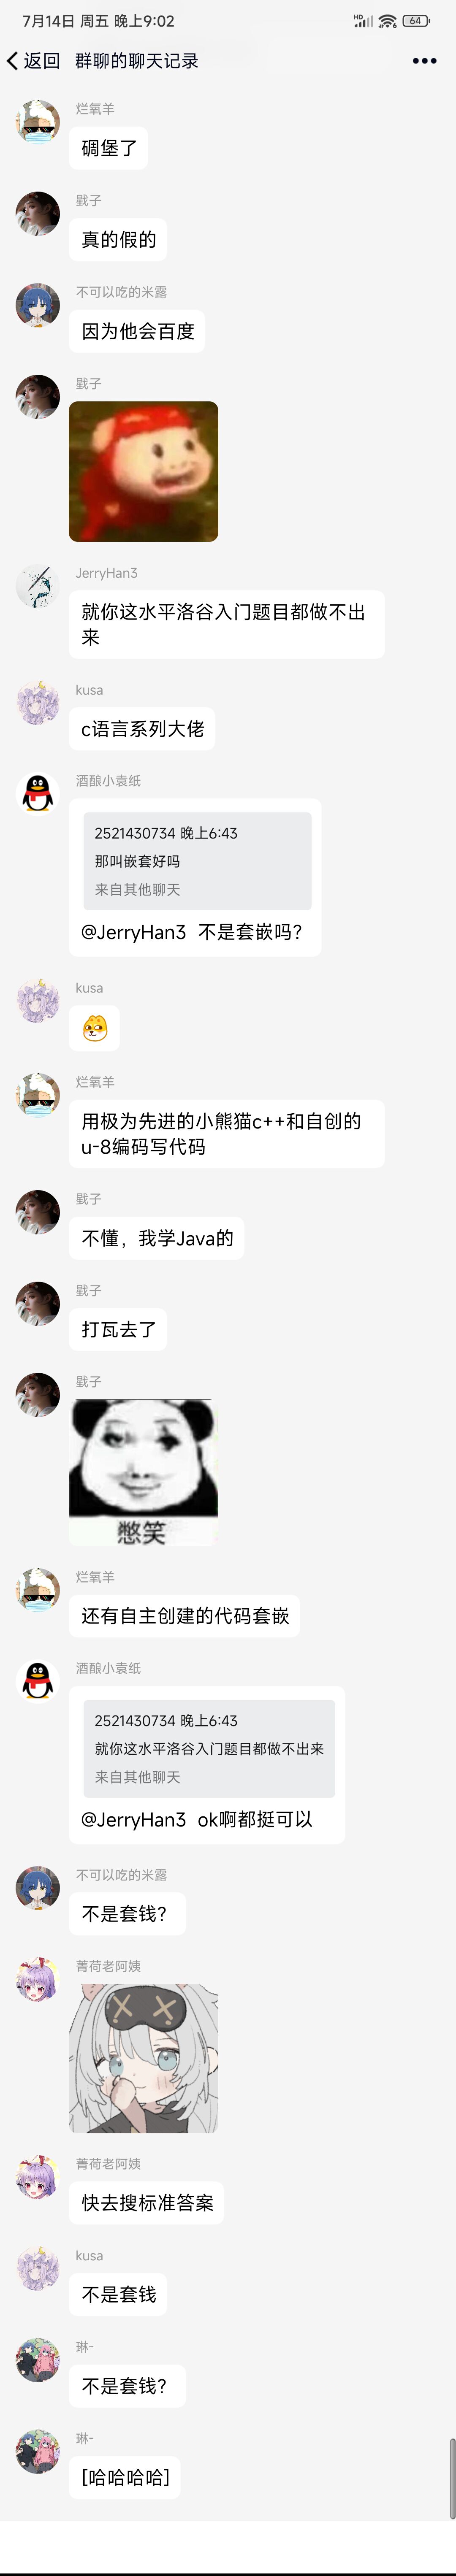 7月14日 周五 晚上9:02
HD
64
返回 群聊的聊天记录
烂氧羊
碉堡了
戳子
真的假的
不可以吃的米露
因为他会百度
戳子
JerryHan3
就你这水平洛谷入门题目都做不出
来
kusa
c语言系列大佬
酒酿小袁纸
2521430734 晚上6:43
那叫嵌套好吗
来自其他聊天
@JerryHan3 不是套嵌吗?
kusa
烂氧羊
用极为先进的小熊猫c++和自创的
u-8编码写代码
戳子
不懂，我学Java的
戳子
打瓦去了
戳子
憋笑
烂氧羊
还有自主创建的代码套嵌
酒酿小袁纸
2521430734 晚上6:43
就你这水平洛谷入门题目都做不出来
来自其他聊天
@JerryHan3 ok啊都挺可以
不可以吃的米露
不是套钱?
菁荷老阿姨
菁荷老阿姨
快去搜标准答案
kusa
不是套钱
琳-
不是套钱?
琳-
[哈哈哈哈]